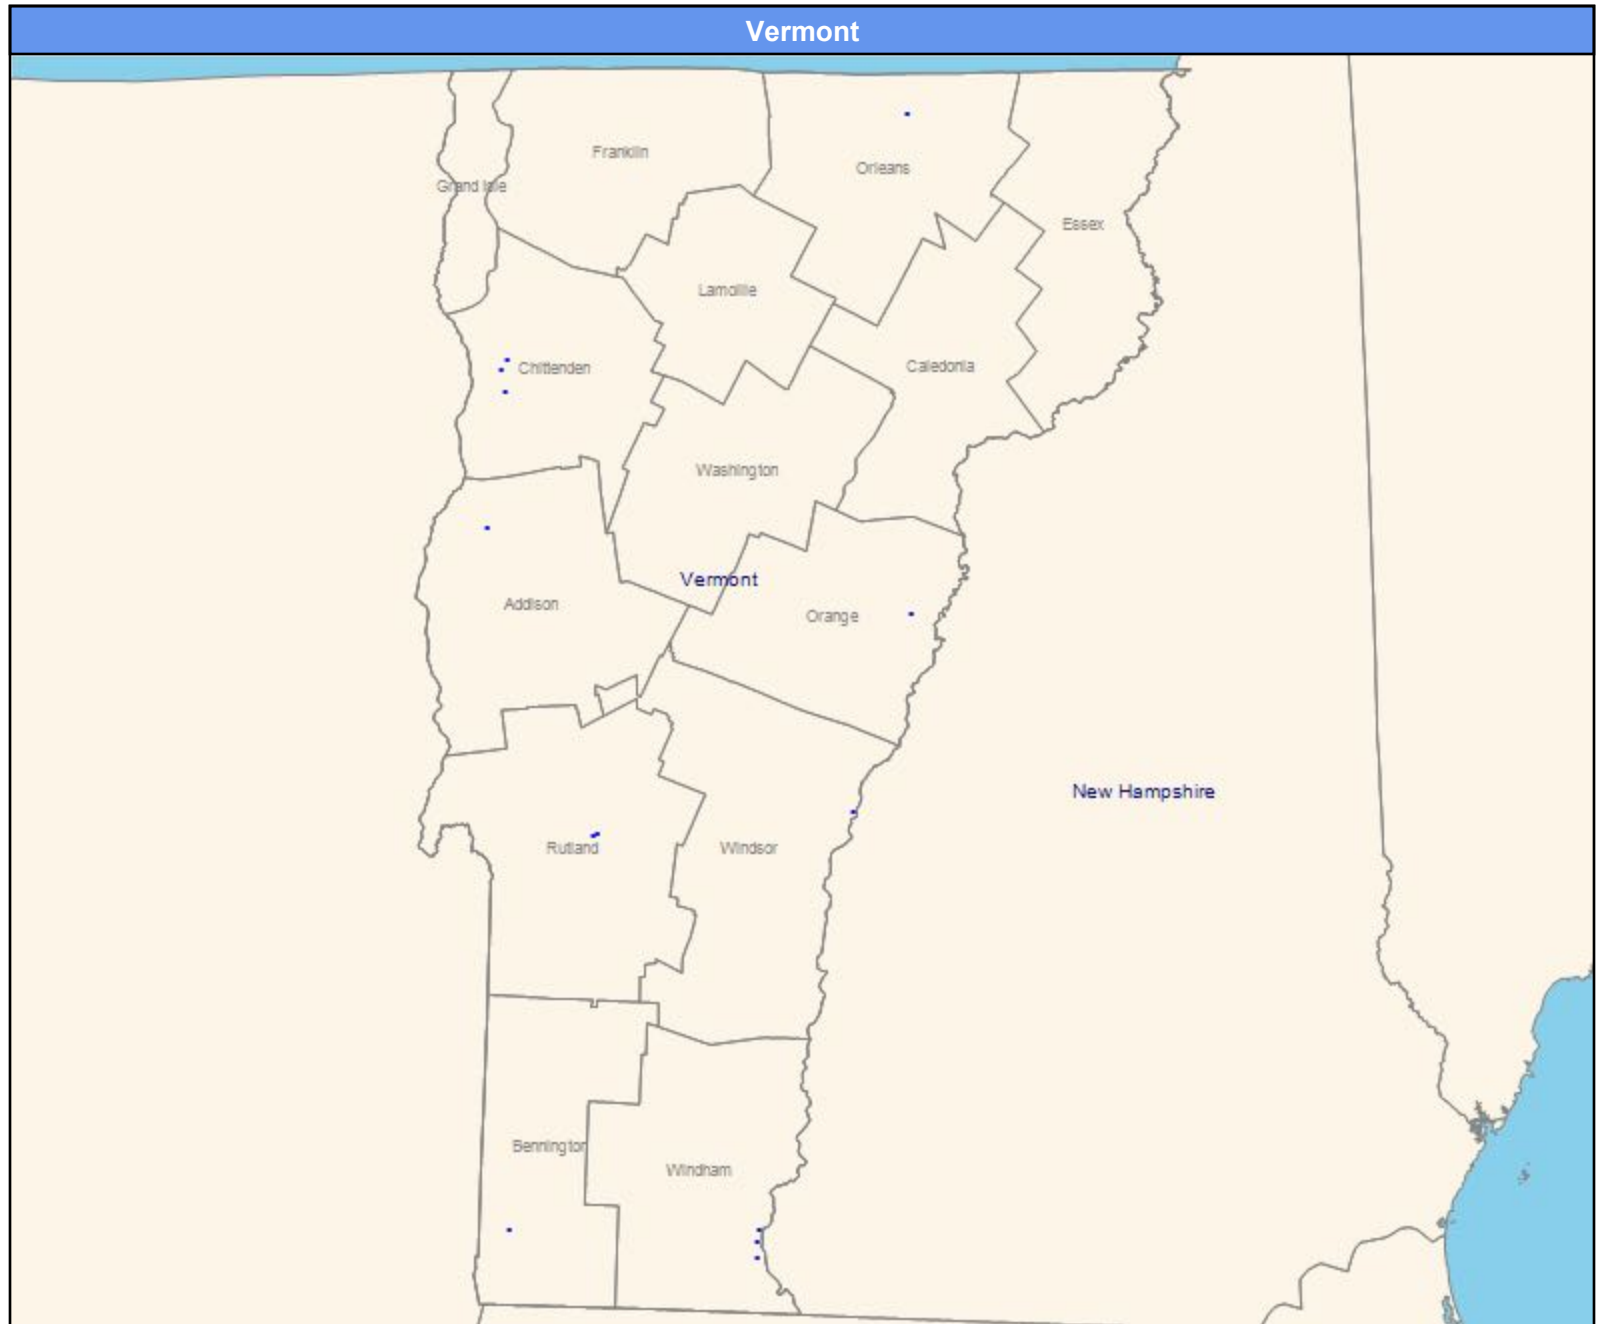 Vermont
Franklin
Orleans
Grand Isle
Essex
Lamoille
Chittenden
Caledonia
Washington
Vermont
Addison
Orange
New Hampshire
Rutland
Windsor
Bennington
Windham